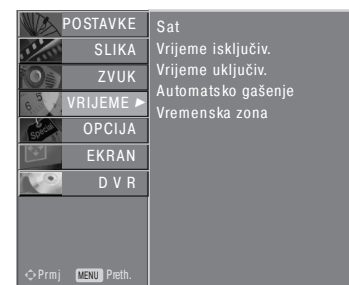 POSTAVKE
SLIKA
ZVUK
VRIJEME ►
OPCIJA
EKRAN
D V R
Prmj MENU Preth.
Sat
Vrijeme isključiv.
Vrijeme uključiv.
Automatsko gašenje
Vremenska zona